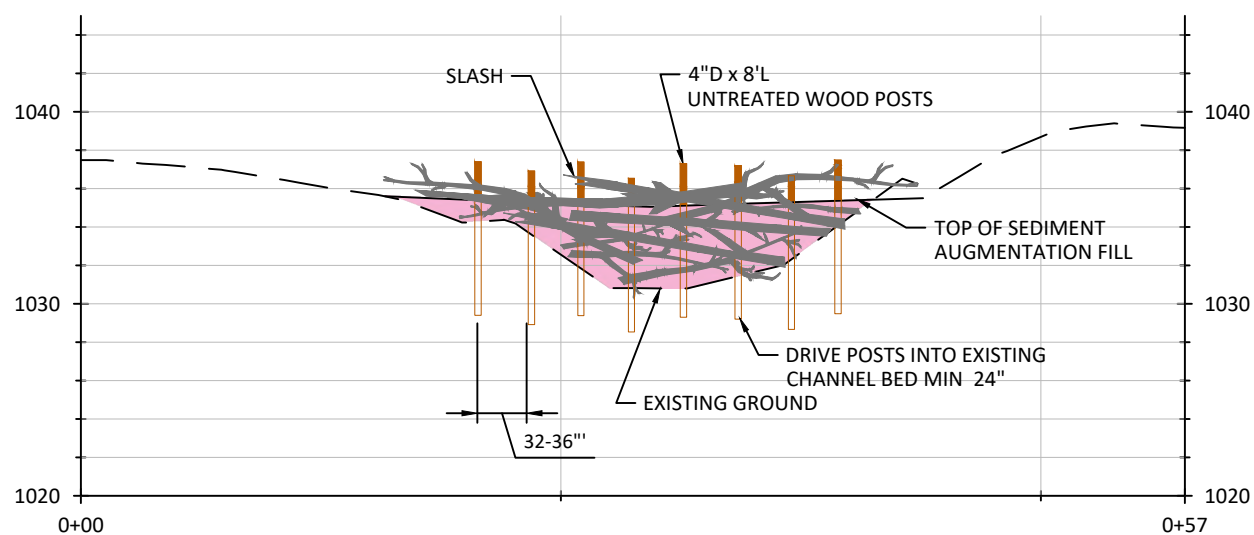 SLASH
4"D x 8'L
UNTREATED WOOD POSTS
1040
1040
TOP OF SEDIMENT
AUGMENTATION FILL
1030
1030
DRIVE POSTS INTO EXISTING
CHANNEL BED MIN 24"
EXISTING GROUND
32-36"'
1020
1020
0+00
0+57